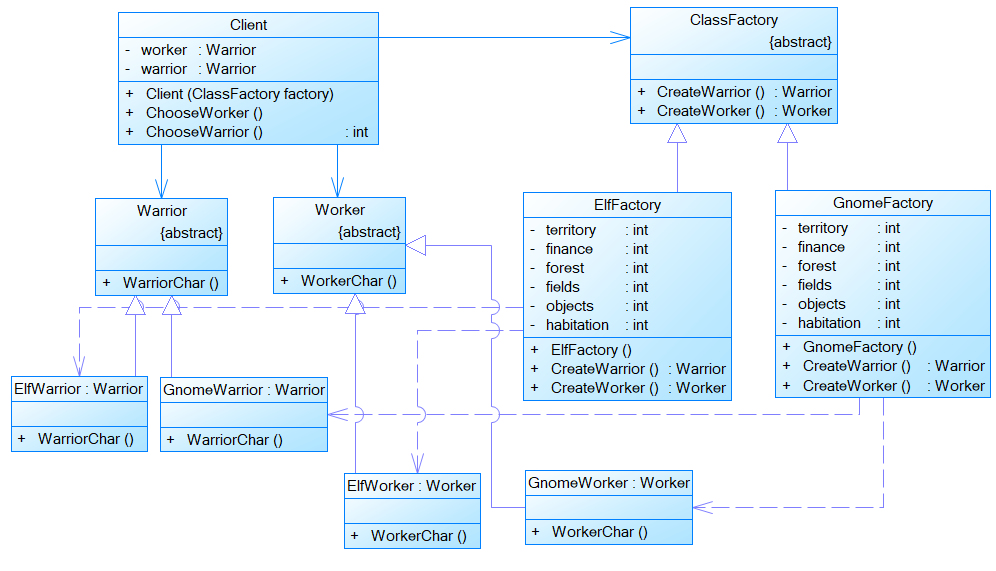 Client
- worker : Warrior
- warrior : Warrior
+ Client (ClassFactory factory)
+ ChooseWorker ()
+ ChooseWarrior () : int
ClassFactory
{abstract}
+ CreateWarrior () : Warrior
+ CreateWorker () : Worker
Warrior
{abstract}
+ WarriorChar ()
Worker
{abstract}
+ WorkerChar ()
ElfFactory
- territory : int
- finance : int
- forest : int
- fields : int
- objects : int
- habitation : int
+ ElfFactory ()
+ CreateWarrior () : Warrior
+ CreateWorker () : Worker
GnomeFactory
- territory : int
- finance : int
- forest : int
- fields : int
- objects : int
- habitation : int
+ GnomeFactory ()
+ CreateWarrior () : Warrior
+ CreateWorker () : Worker
ElfWarrior : Warrior
+ WarriorChar ()
GnomeWarrior : Warrior
+ WarriorChar ()
ElfWorker : Worker
+ WorkerChar ()
GnomeWorker : Worker
+ WorkerChar ()